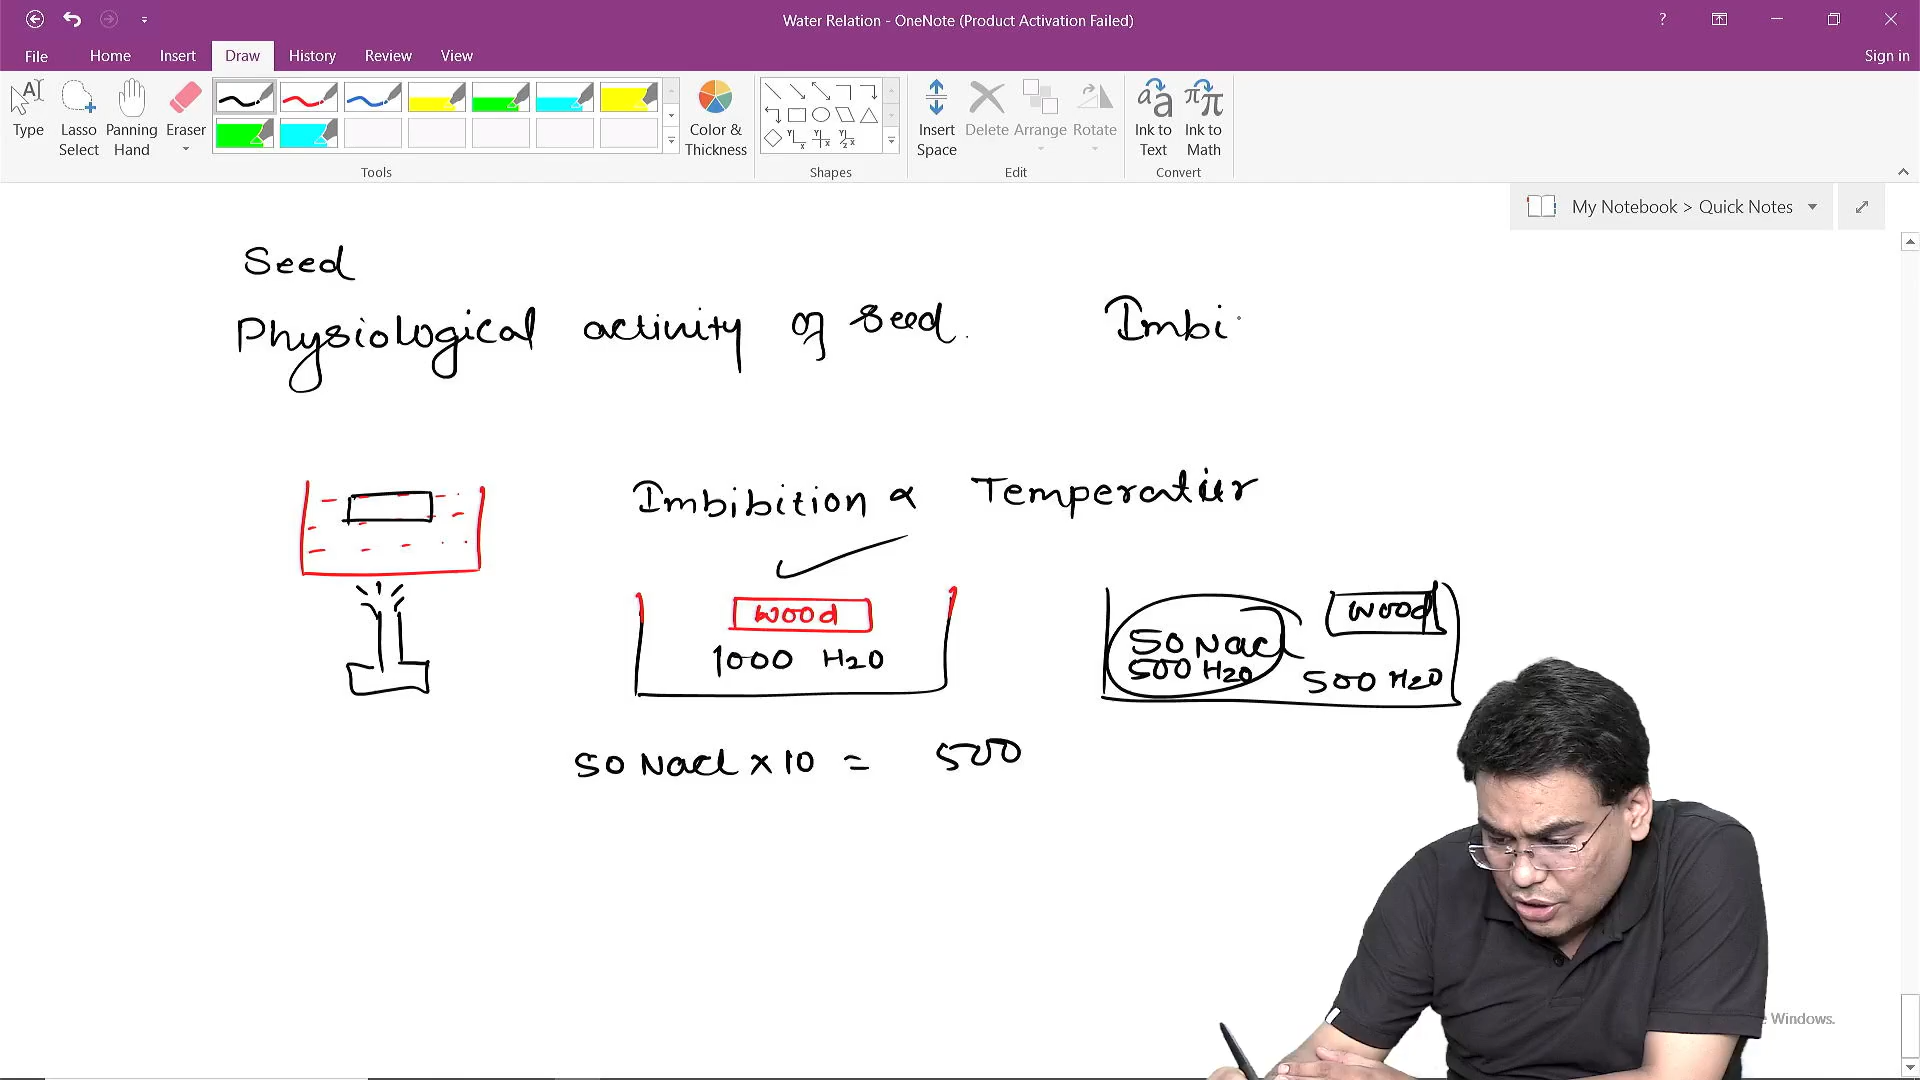 Water Relation - OneNote (Product Activation Failed)
?
File Home Insert Draw History Review View Sign in
Type
Lasso Select
Panning Hand
Eraser
Color & Thickness
Insert Space
Delete
Arrange
Rotate
Ink to Text
Ink to Math
Tools Shapes Edit Convert
My Notebook > Quick Notes
Seed
Physiological activity of seed. Imbi
Imbibition ∝ Temperatur
wood
1000 H2O
50 Nacl
500 H2O
wood
500 H2O
50 Nacl x 10 = 500
Windows.